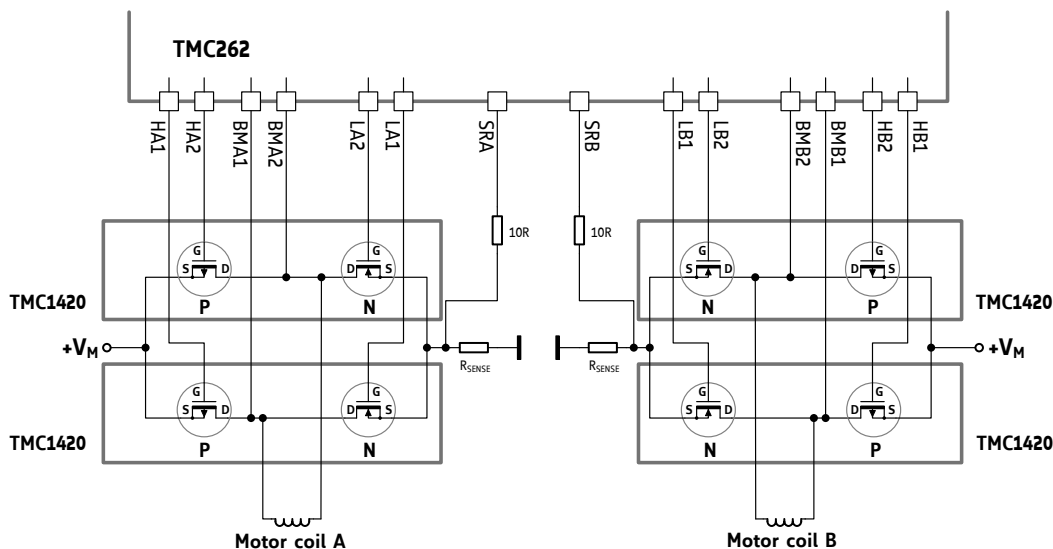 TMC262
HA1
HA2
BMA1
BMA2
LA2
LA1
SRA
SRB
LB1
LB2
BMB2
BMB1
HB2
HB1
10R
10R
G
S D
P
G
D S
N
G
S D
N
G
D S
P
TMC1420
TMC1420
+VM
RSENSE
RSENSE
+VM
G
S D
P
G
D S
N
G
S D
N
G
D S
P
TMC1420
TMC1420
Motor coil A
Motor coil B